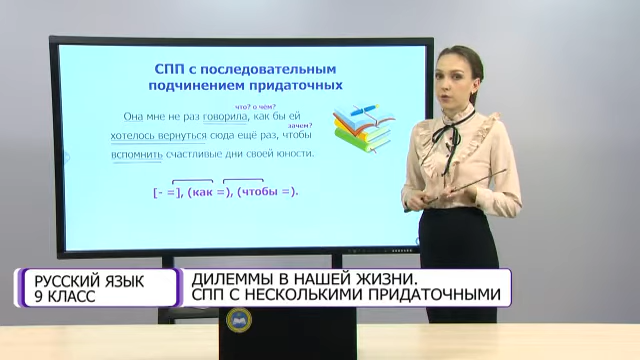 СПП с последовательным
подчинением придаточных
что? о чём?
Она мне не раз говорила, как бы ей
зачем?
хотелось вернуться сюда ещё раз, чтобы
вспомнить счастливые дни своей юности.
[- =], (как =), (чтобы =).
РУССКИЙ ЯЗЫК
9 КЛАСС
ДИЛЕММЫ В НАШЕЙ ЖИЗНИ.
СПП С НЕСКОЛЬКИМИ ПРИДАТОЧНЫМИ